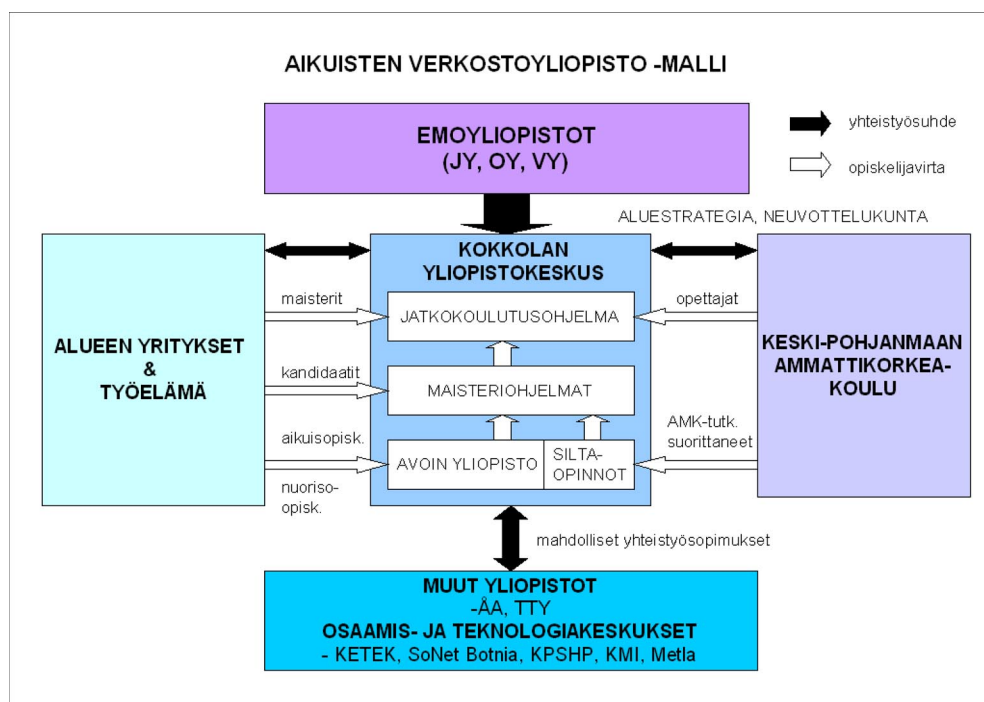 AIKUISTEN VERKOSTOYLIOPISTO -MALLI
EMOYLIOPISTOT
(JY, OY, VY)
yhteistyösuhde
opiskelijavirta
ALUESTRATEGIA, NEUVOTTELUKUNTA
KOKKOLAN
YLIOPISTOKESKUS
maisterit
opettajat
JATKOKOULUTUSOHJELMA
ALUEEN YRITYKSET
&
TYÖELÄMÄ
KESKI-POHJANMAAN
AMMATTIKORKEA-
KOULU
kandidaatit
MAISTERIOHJELMAT
aikuisopisk.
AMK-tutk.
suorittaneet
AVOIN YLIOPISTO
SILTA-
OPINNOT
nuoriso-
opisk.
mahdolliset yhteistyösopimukset
MUUT YLIOPISTOT
-ÅA, TTY
OSAAMIS- JA TEKNOLOGIAKESKUKSET
- KETEK, SoNet Botnia, KPSHP, KMI, Metla